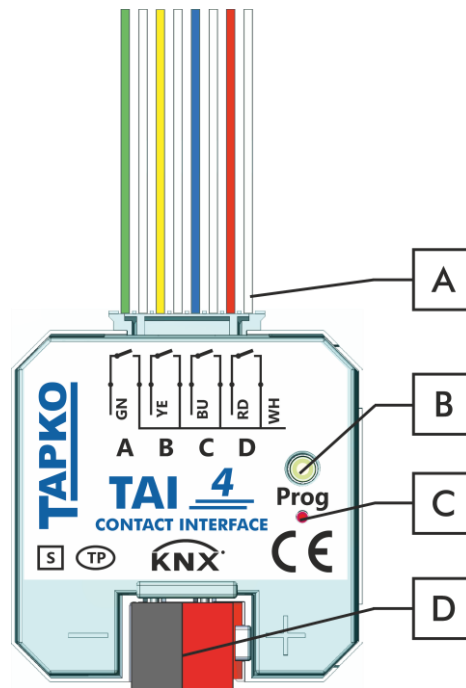 A
B
C
D
GN
YE
BU
RD
WH
A B C D
TAPKO
TAI 4
CONTACT INTERFACE
Prog
S TP KNX CE